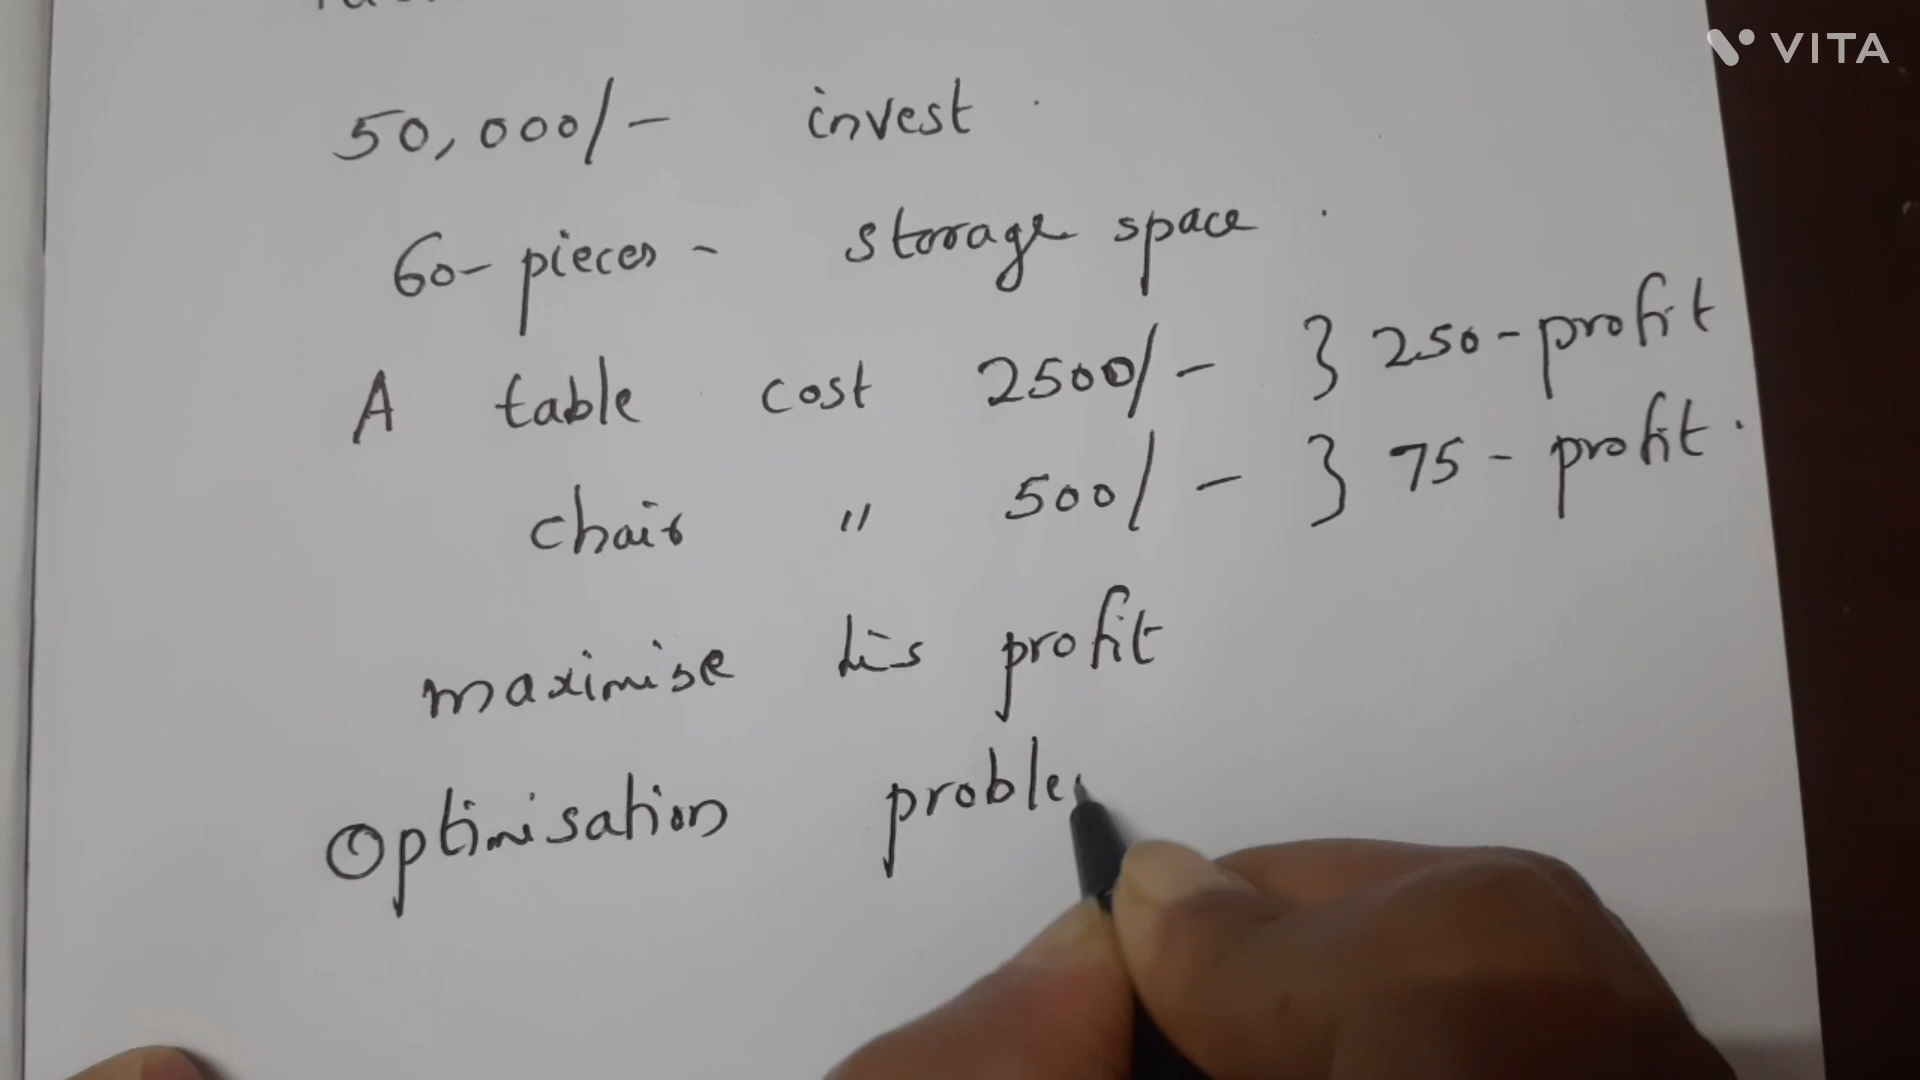 VITA
50,000/- invest.
60- pieces - storage space.
A table cost 2500/- } 250-profit
chair " 500/- } 75 - profit.
maximise his profit
Optimisation proble